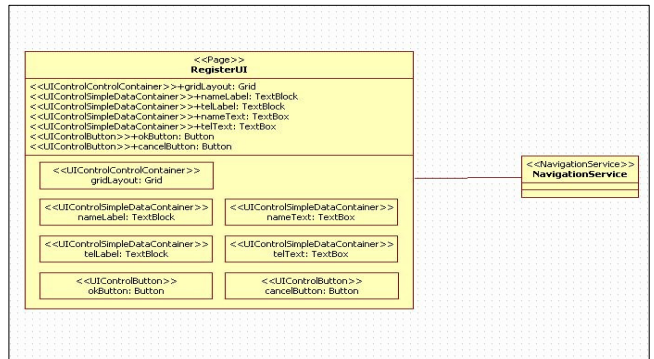 <<Page>>
RegisterUI
<<UIControlControlContainer>>+gridLayout: Grid
<<UIControlSimpleDataContainer>>+nameLabel: TextBlock
<<UIControlSimpleDataContainer>>+telLabel: TextBlock
<<UIControlSimpleDataContainer>>+nameText: TextBox
<<UIControlSimpleDataContainer>>+telText: TextBox
<<UIControlButton>>+okButton: Button
<<UIControlButton>>+cancelButton: Button
<<UIControlControlContainer>>
gridLayout: Grid
<<UIControlSimpleDataContainer>>
nameLabel: TextBlock
<<UIControlSimpleDataContainer>>
nameText: TextBox
<<UIControlSimpleDataContainer>>
telLabel: TextBlock
<<UIControlSimpleDataContainer>>
telText: TextBox
<<UIControlButton>>
okButton: Button
<<UIControlButton>>
cancelButton: Button
<<NavigationService>>
NavigationService